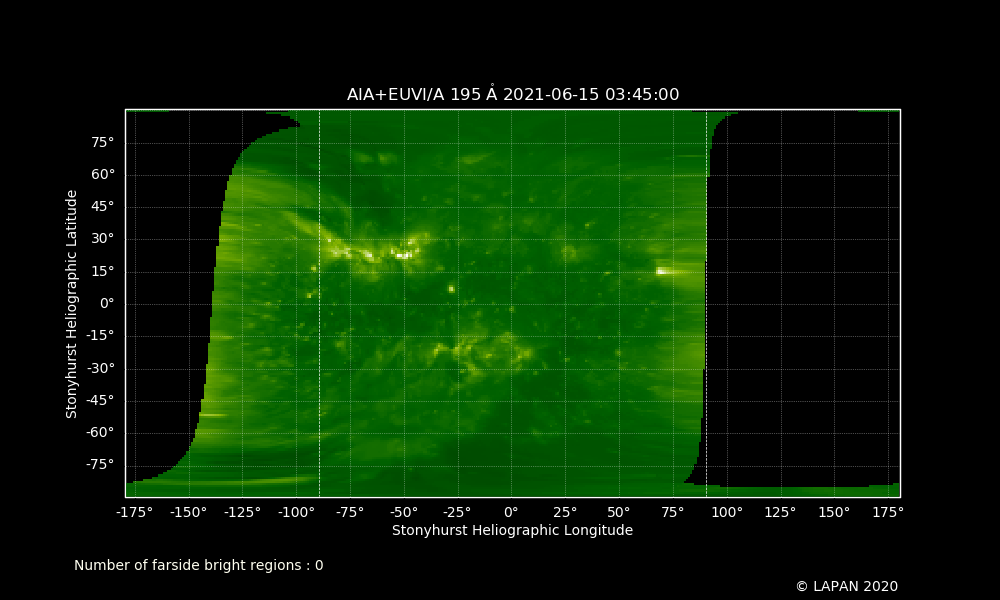 AIA+EUVI/A 195 Å 2021-06-15 03:45:00
75°
60°
45°
30°
15°
0°
-15°
-30°
-45°
-60°
-75°
Stonyhurst Heliographic Latitude
-175° -150° -125° -100° -75° -50° -25° 0° 25° 50° 75° 100° 125° 150° 175°
Stonyhurst Heliographic Longitude
Number of farside bright regions : 0
© LAPAN 2020